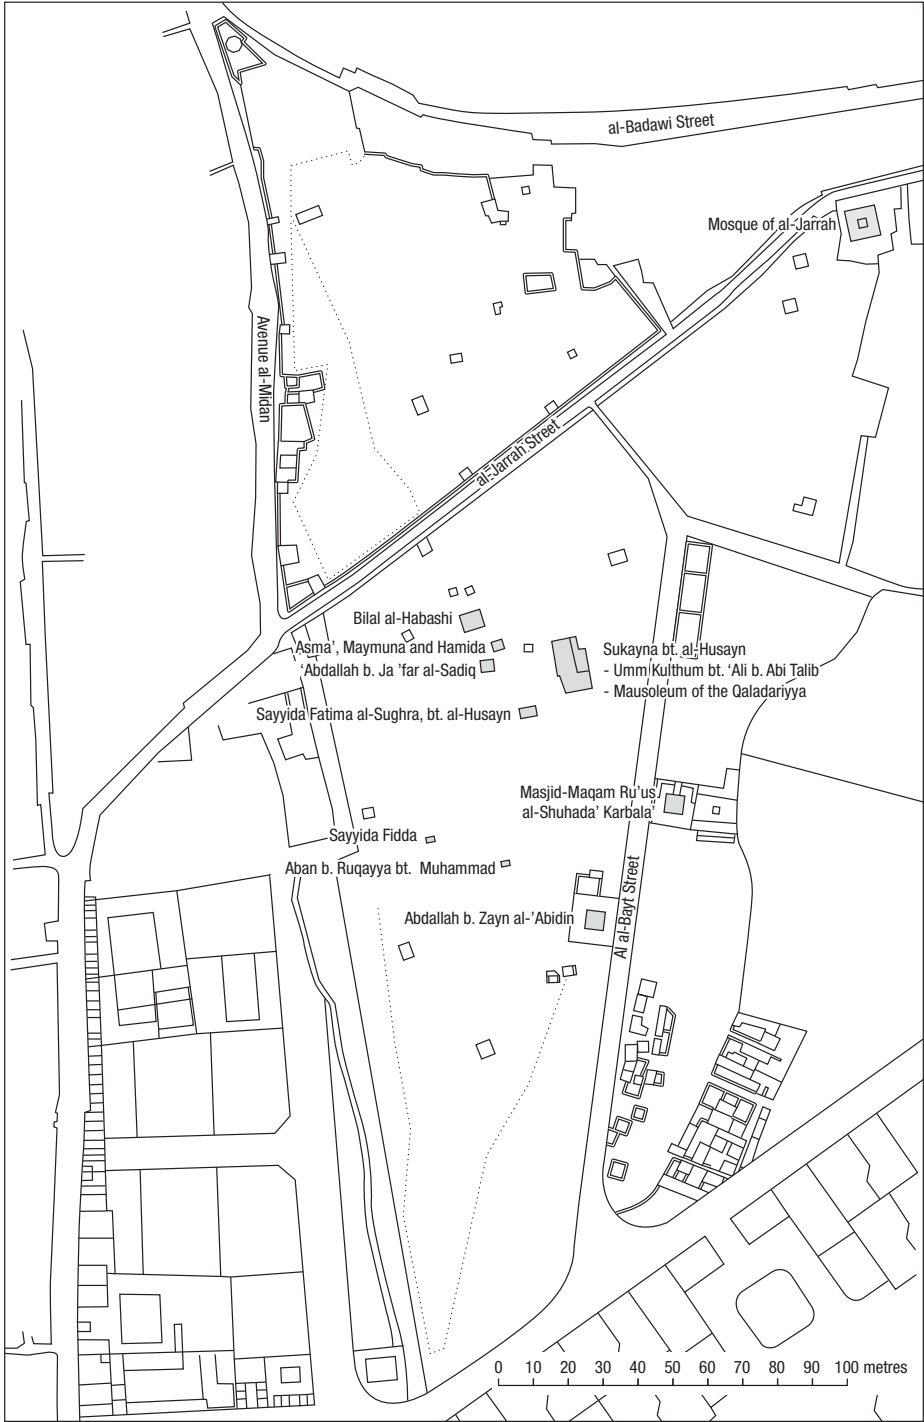 al-Badawi Street
Mosque of al-Jarrah
Avenue al-Midan
al-Jarrah Street
Bilal al-Habashi
Asma', Maymuna and Hamida
'Abdallah b. Ja 'far al-Sadiq
Sukayna bt. al-Husayn
- Umm Kulthum bt. 'Ali b. Abi Talib
- Mausoleum of the Qaladariyya
Sayyida Fatima al-Sughra, bt. al-Husayn
Masjid-Maqam Ru'us
al-Shuhada' Karbala'
Sayyida Fidda
Aban b. Ruqayya bt. Muhammad
Abdallah b. Zayn al-'Abidin
Al al-Bayt Street
0 10 20 30 40 50 60 70 80 90 100 metres